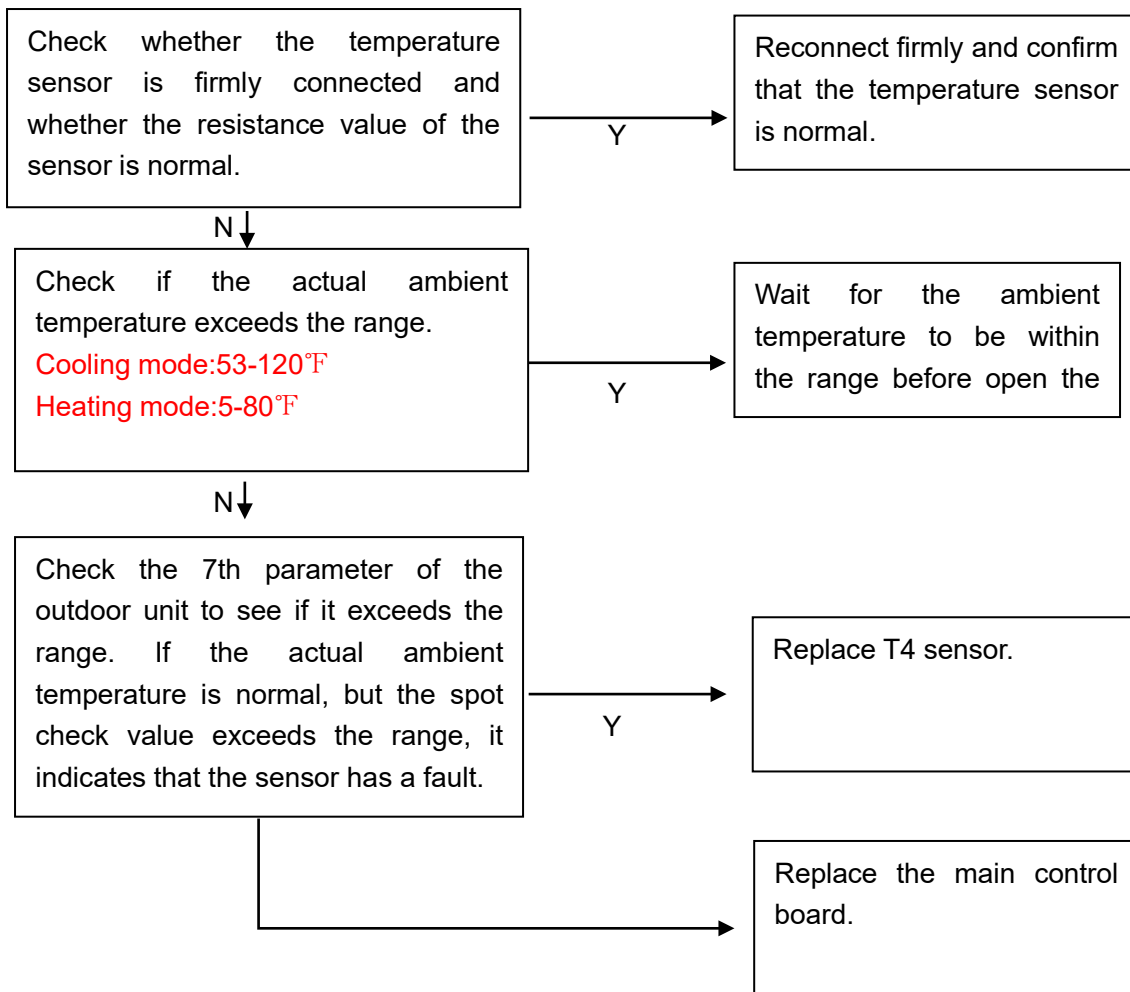 Check whether the temperature
sensor is firmly connected and
whether the resistance value of the
sensor is normal.
Y
Reconnect firmly and confirm
that the temperature sensor
is normal.
N
Check if the actual ambient
temperature exceeds the range.
Cooling mode:53-120℉
Heating mode:5-80℉
Y
Wait for the ambient
temperature to be within
the range before open the
N
Check the 7th parameter of the
outdoor unit to see if it exceeds the
range. If the actual ambient
temperature is normal, but the spot
check value exceeds the range, it
indicates that the sensor has a fault.
Y
Replace T4 sensor.
Replace the main control
board.